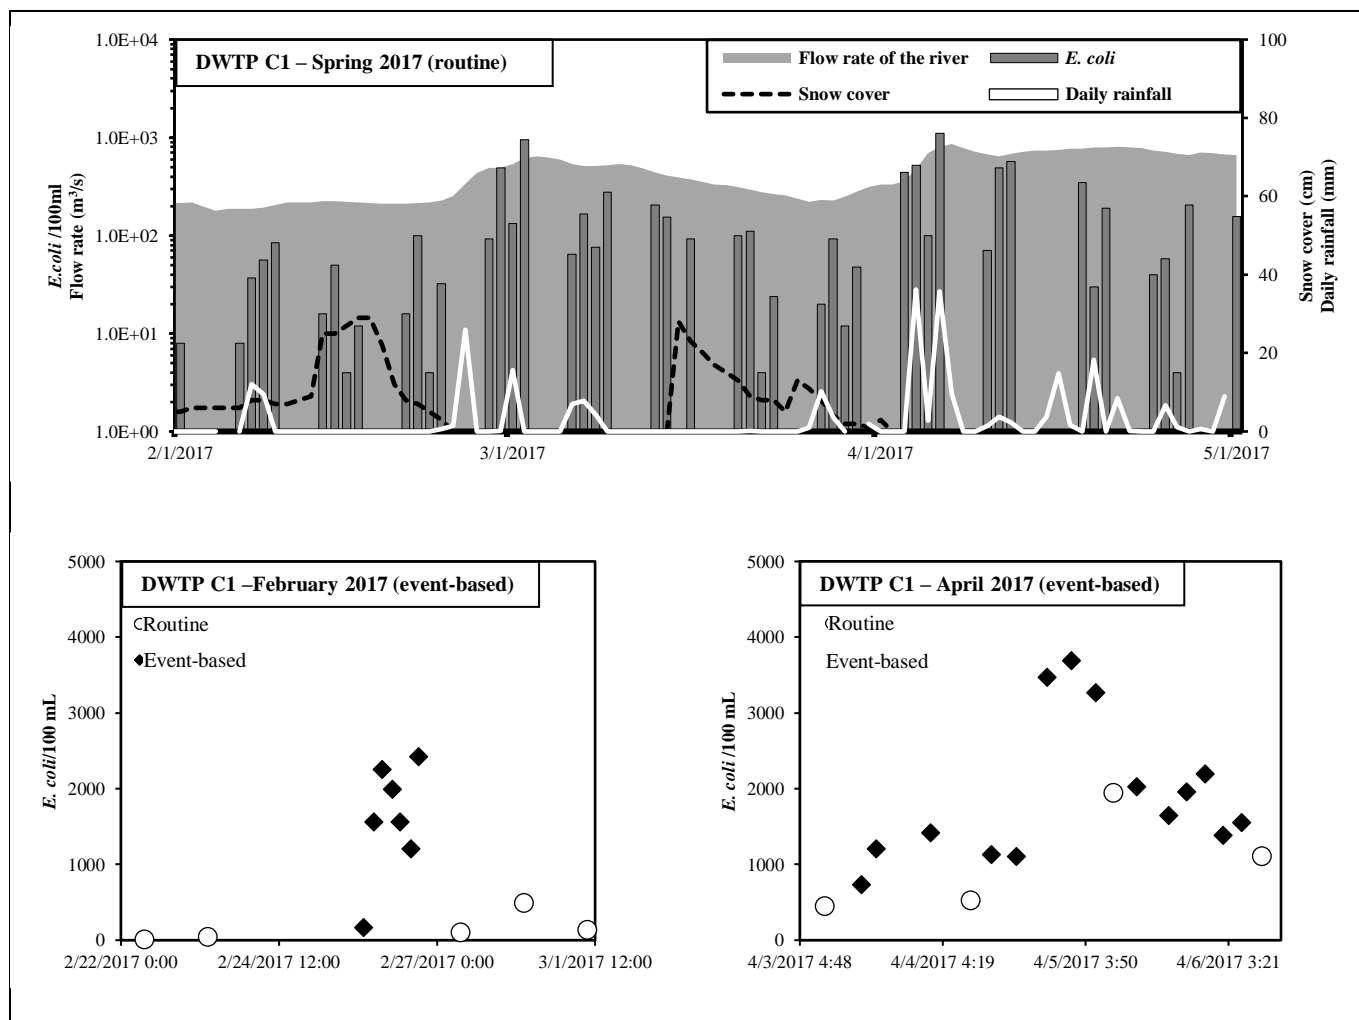 DWTP C1 – Spring 2017 (routine)
Flow rate of the river
E. coli
Snow cover
Daily rainfall
1.0E+04
1.0E+03
1.0E+02
1.0E+01
1.0E+00
E.coli /100ml
Flow rate (m³/s)
100
80
60
40
20
0
Snow cover (cm)
Daily rainfall (mm)
2/1/2017
3/1/2017
4/1/2017
5/1/2017
DWTP C1 –February 2017 (event-based)
Routine
Event-based
5000
4000
3000
2000
1000
0
E. coli/100 mL
2/22/2017 0:00
2/24/2017 12:00
2/27/2017 0:00
3/1/2017 12:00
DWTP C1 – April 2017 (event-based)
Routine
Event-based
5000
4000
3000
2000
1000
0
E. coli /100 mL
4/3/2017 4:48
4/4/2017 4:19
4/5/2017 3:50
4/6/2017 3:21